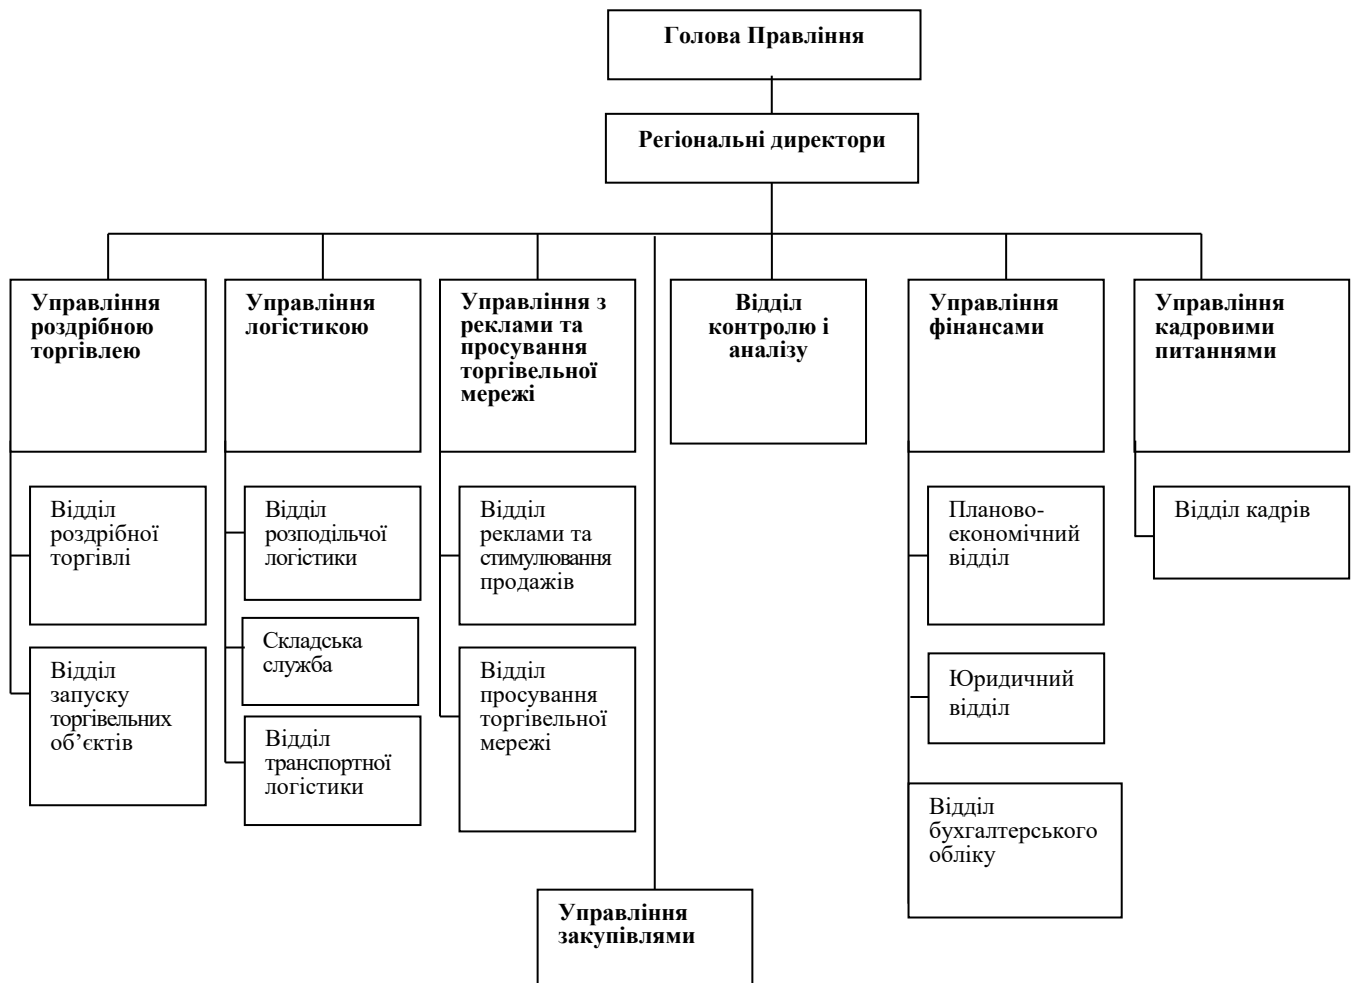 Голова Правління
Регіональні директори
Управління
роздрібною
торгівлею
Управління
логістикою
Управління з
реклами та
просування
торгівельної
мережі
Відділ
контролю і
аналізу
Управління
фінансами
Управління
кадровими
питаннями
Відділ
роздрібної
торгівлі
Відділ
розподільчої
логістики
Відділ
реклами та
стимулювання
продажів
Планово-
економічний
відділ
Відділ кадрів
Складська
служба
Відділ
запуску
торгівельних
об’єктів
Відділ
просування
торгівельної
мережі
Юридичний
відділ
Відділ
транспортної
логістики
Відділ
бухгалтерського
обліку
Управління
закупівлями